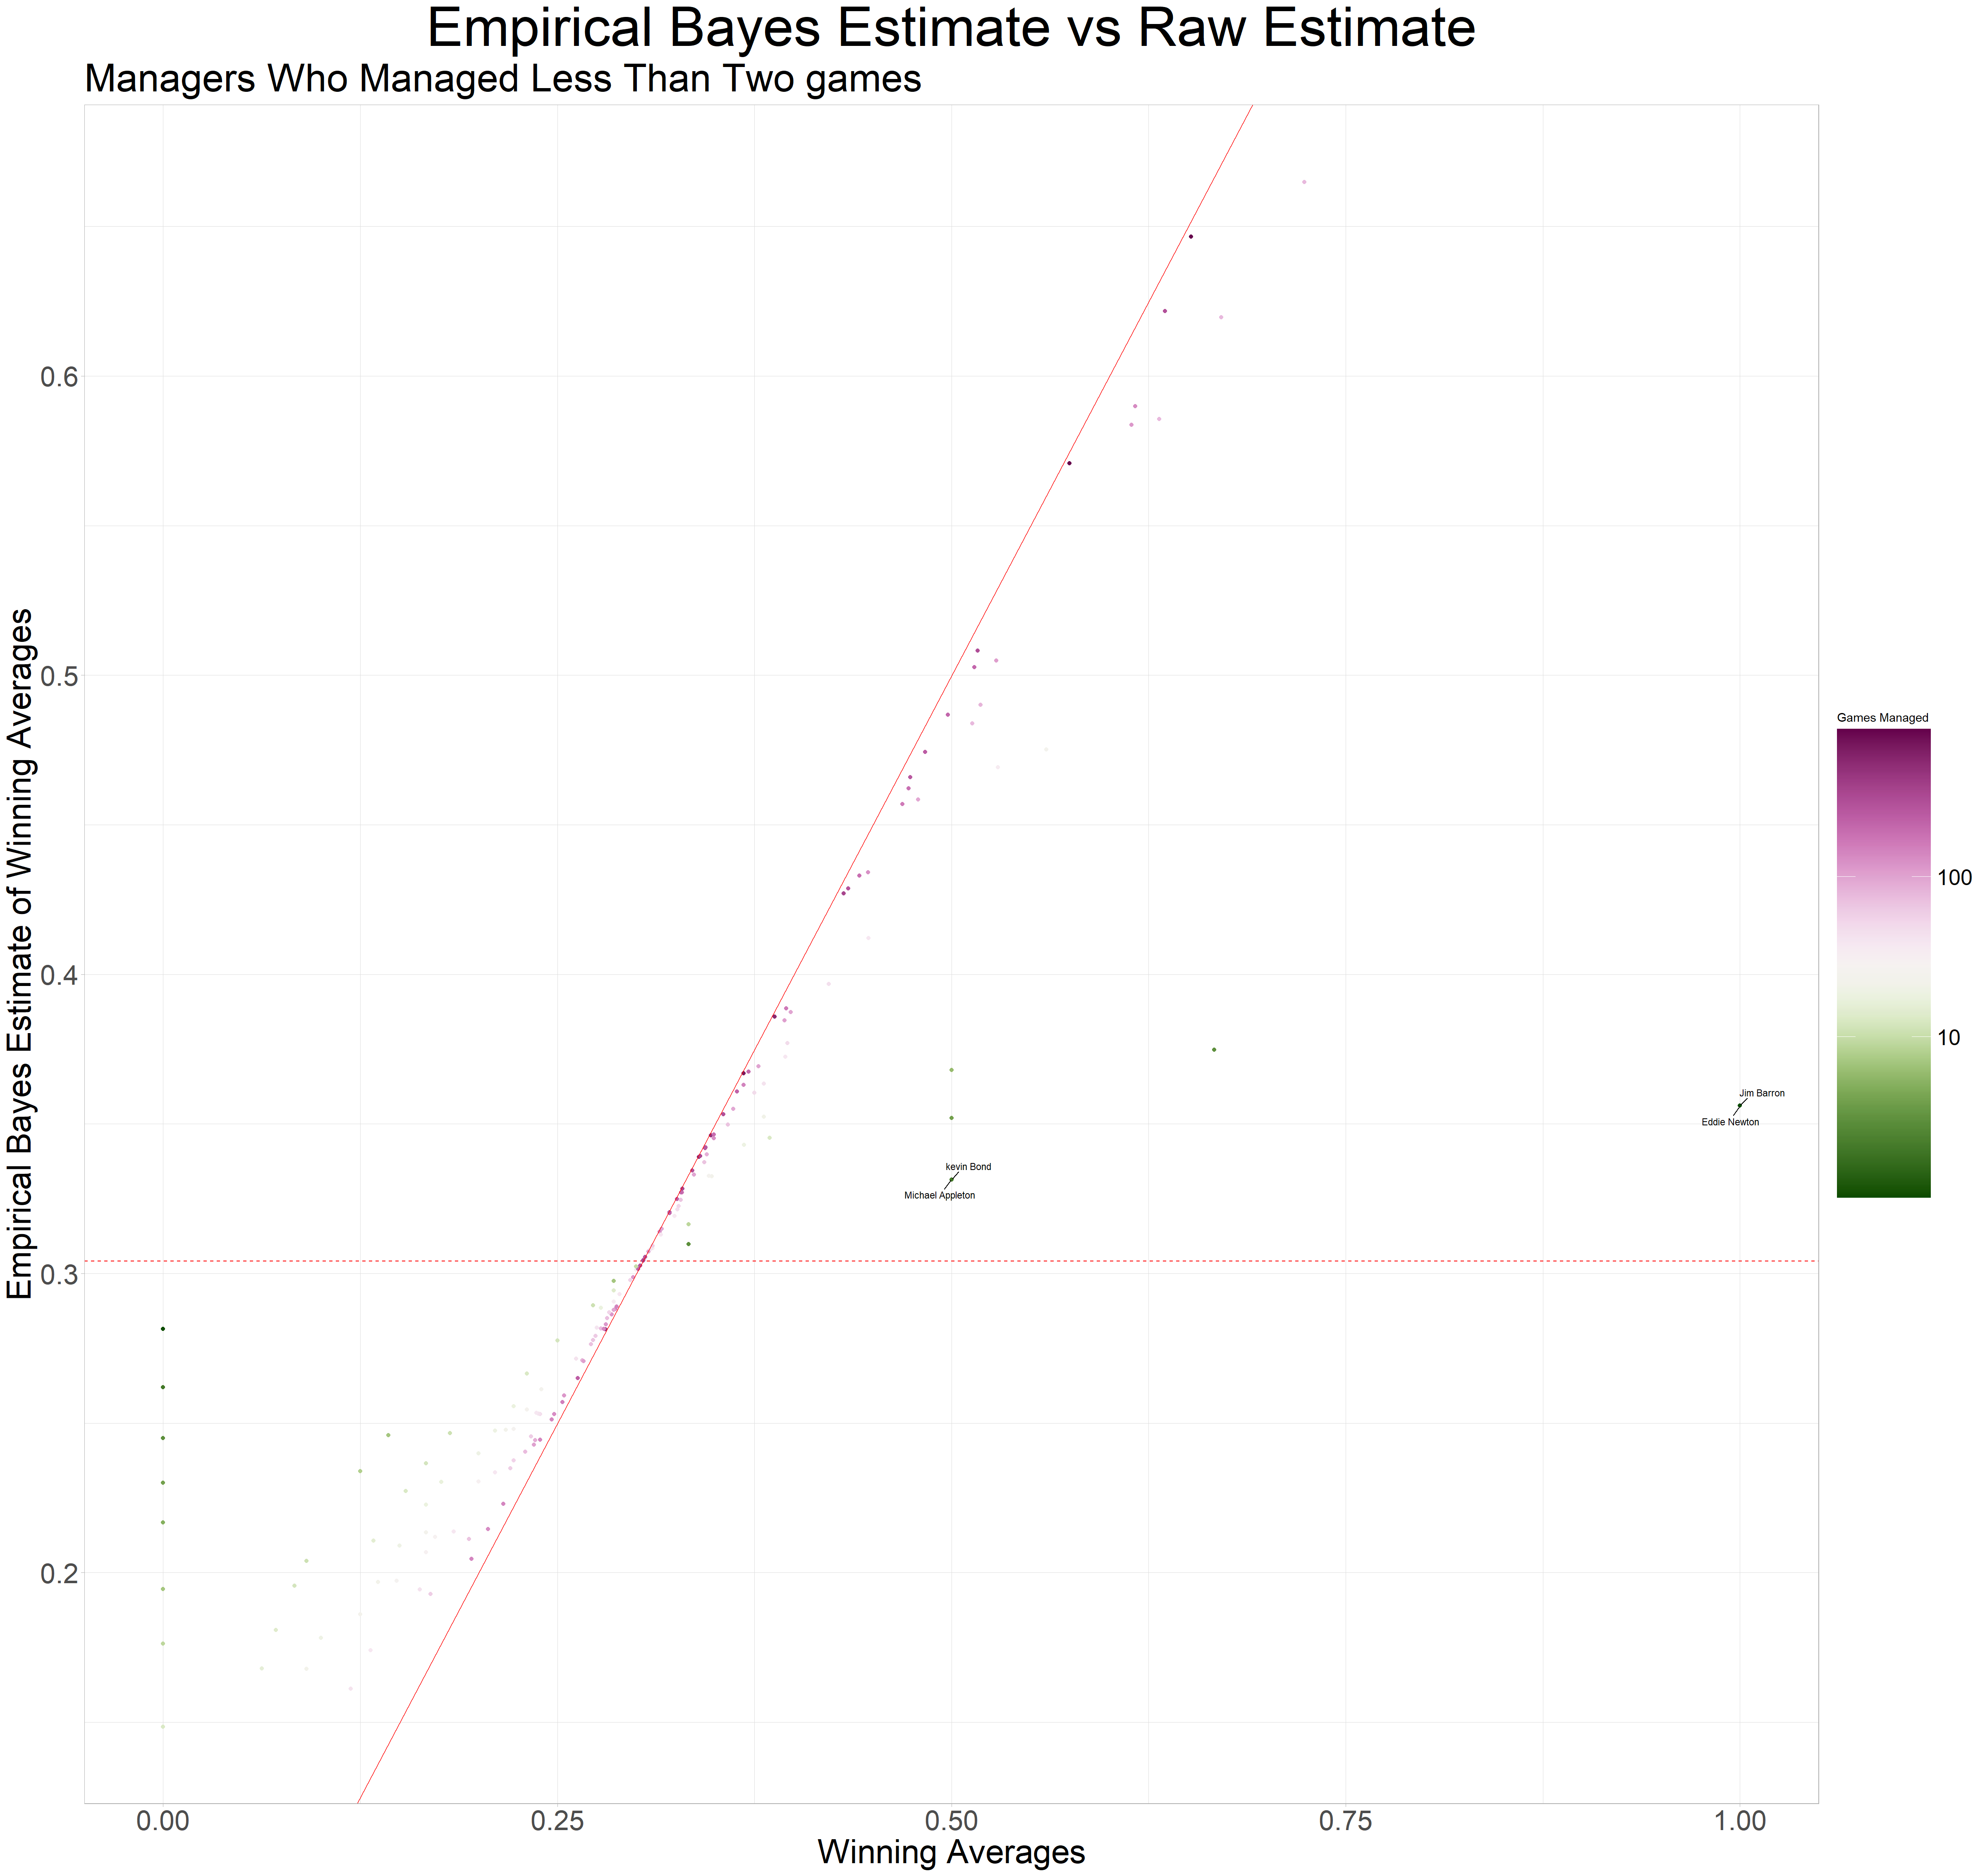 Empirical Bayes Estimate vs Raw Estimate
Managers Who Managed Less Than Two games
Empirical Bayes Estimate of Winning Averages
0.6
0.5
0.4
0.3
0.2
Jim Barron
Eddie Newton
kevin Bond
Michael Appleton
Games Managed
100
10
0.00
0.25
0.50
0.75
1.00
Winning Averages